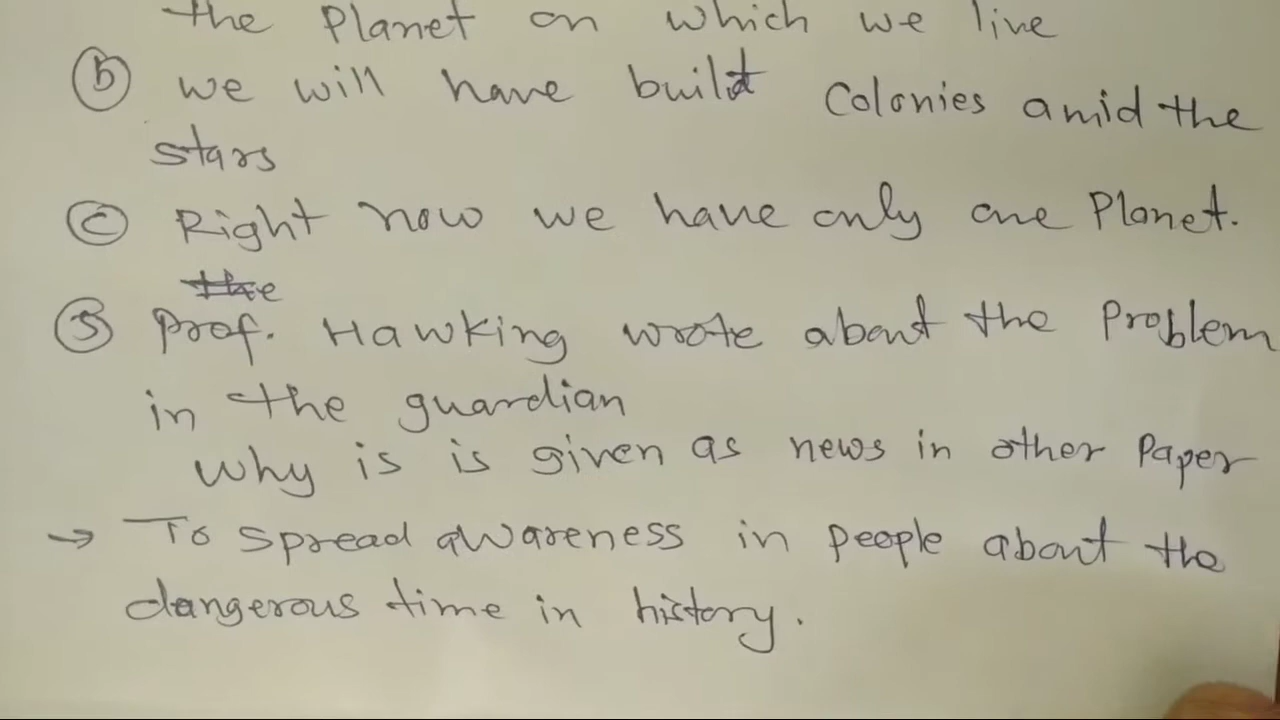 the Planet on which we live
(b) we will have build Colonies amid the
stars
(c) Right now we have only one Planet.
the
(5) Prof. Hawking wrote about the Problem
in the guardian
why is is given as news in other Paper
→ To spread awareness in people about the
dangerous time in history.